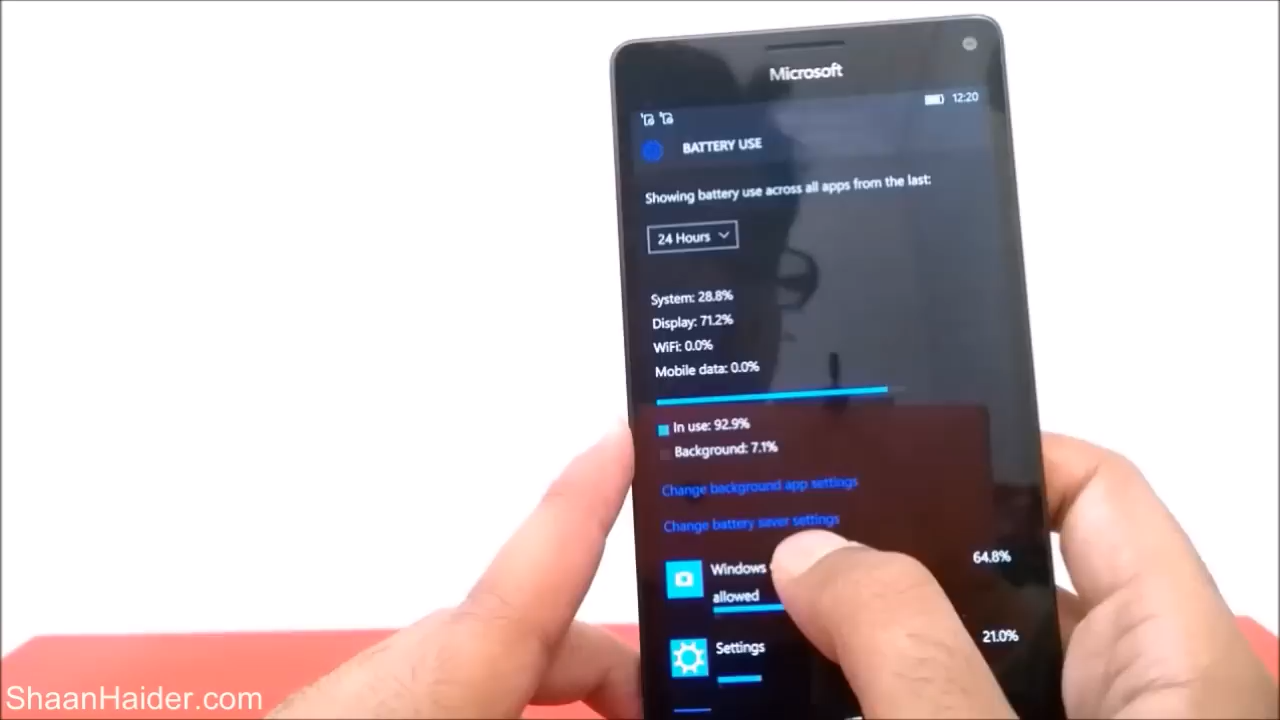 Microsoft
12:20
BATTERY USE
Showing battery use across all apps from the last:
24 Hours
System: 28.8%
Display: 71.2%
WiFi: 0.0%
Mobile data: 0.0%
In use: 92.9%
Background: 7.1%
Change background app settings
Change battery saver settings
Windows
64.8%
allowed
Settings
21.0%
ShaanHaider.com